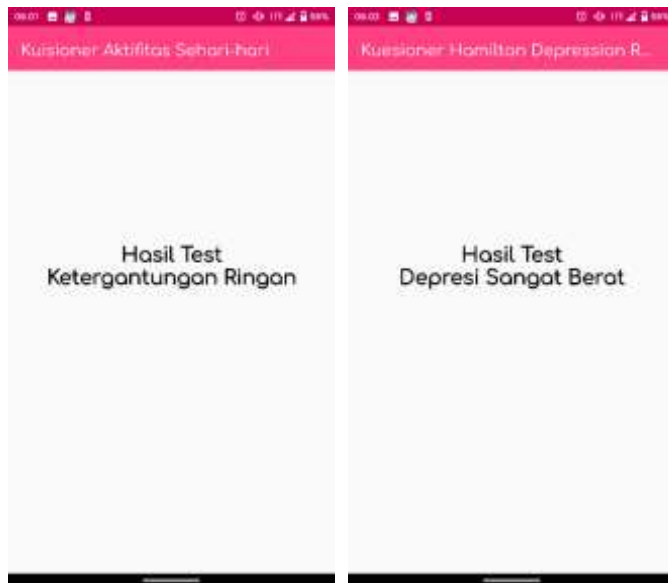 Kuisioner Aktifitas Sehari-hari
Hasil Test
Ketergantungan Ringan
Kuesioner Hamilton Depression R...
Hasil Test
Depresi Sangat Berat